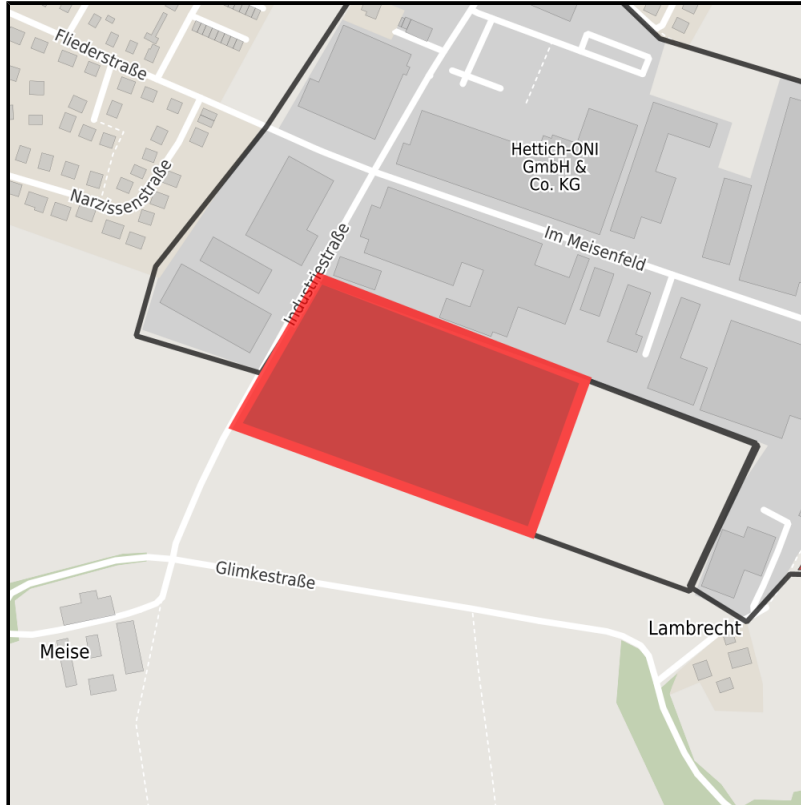 Fliederstraße
Narzissenstraße
Hettich-ONI
GmbH &
Co. KG
Im Meisenfeld
Industriestraße
Glimkestraße
Meise
Lambrecht